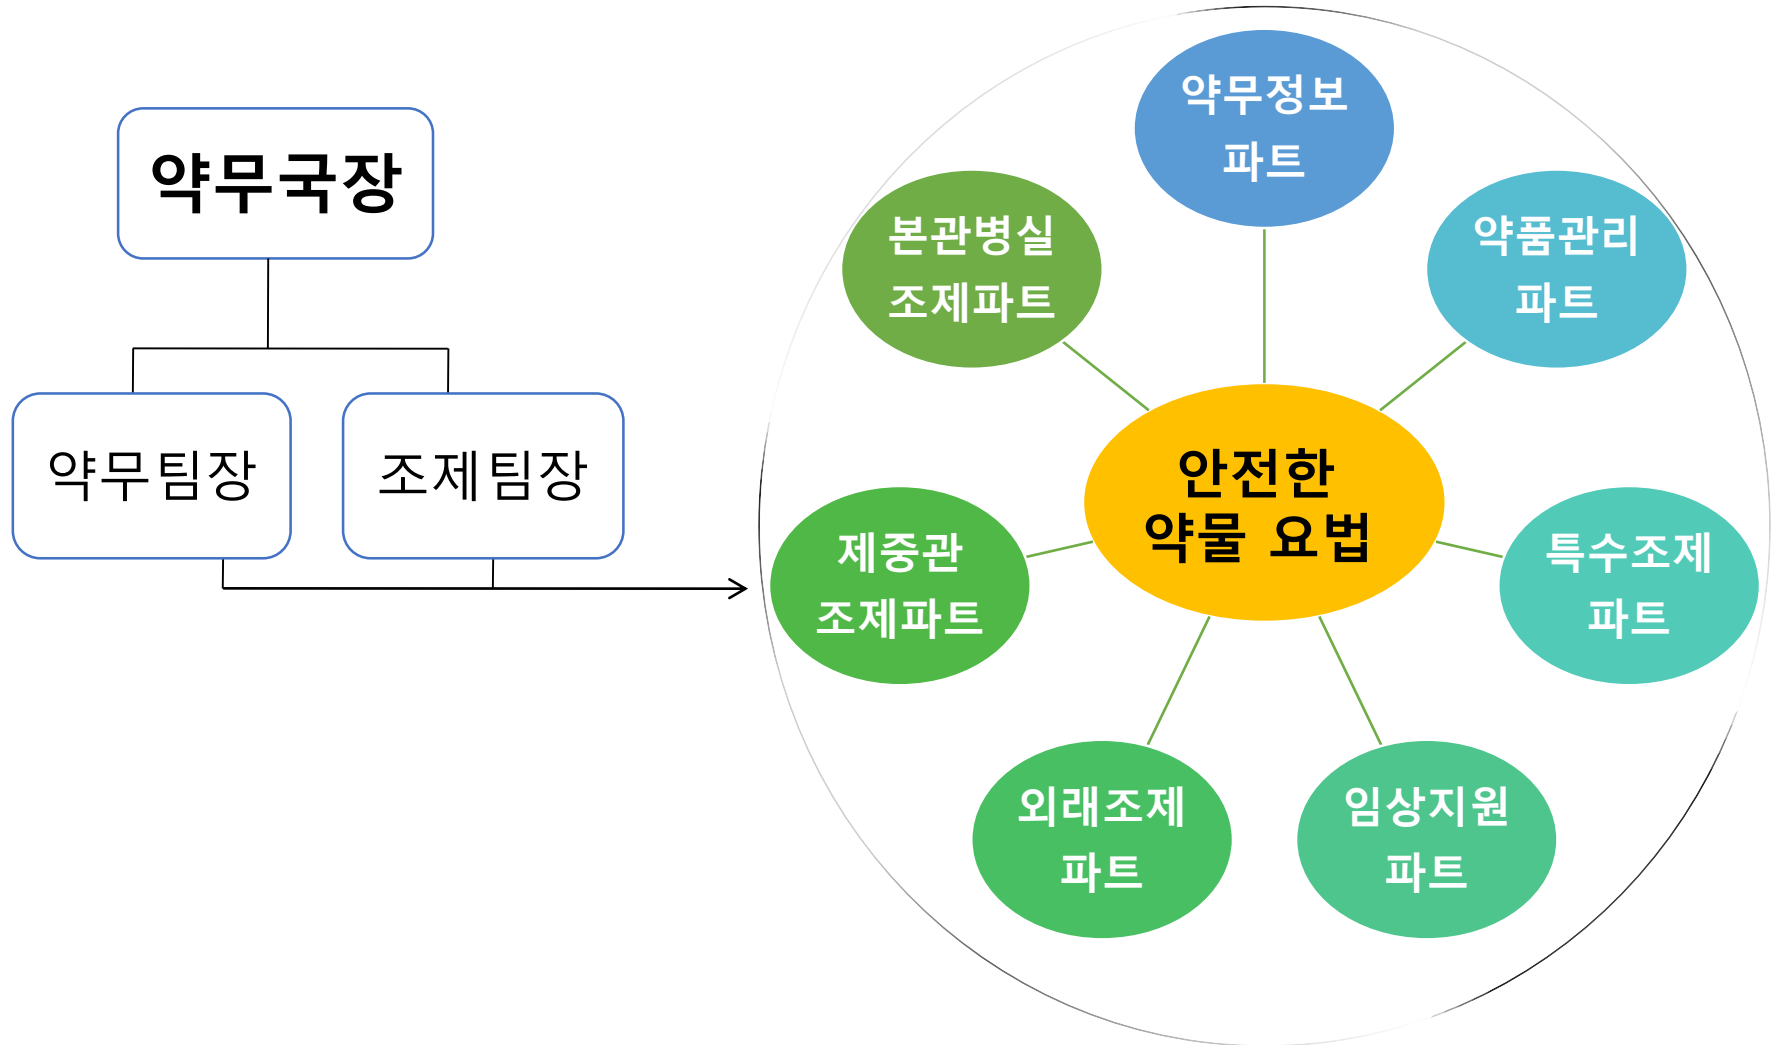 약무국장
약무팀장
조제팀장
약무정보
파트
본관병실
조제파트
약품관리
파트
안전한
약물 요법
제중관
조제파트
특수조제
파트
외래조제
파트
임상지원
파트